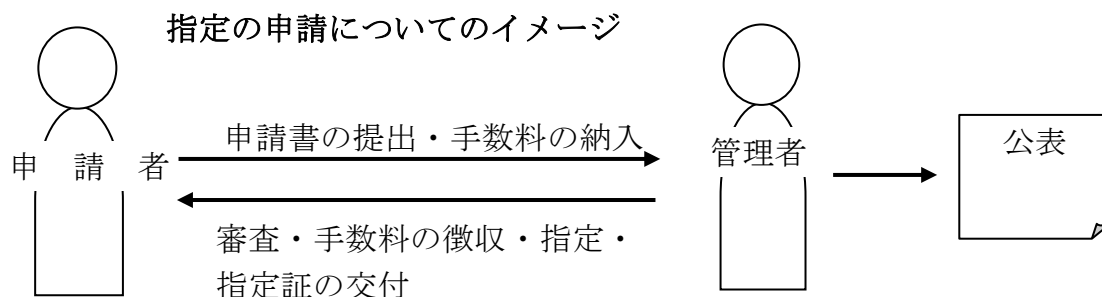 指定の申請についてのイメージ
申請書の提出・手数料の納入
申 請 者
管理者
公表
審査・手数料の徴収・指定・
指定証の交付